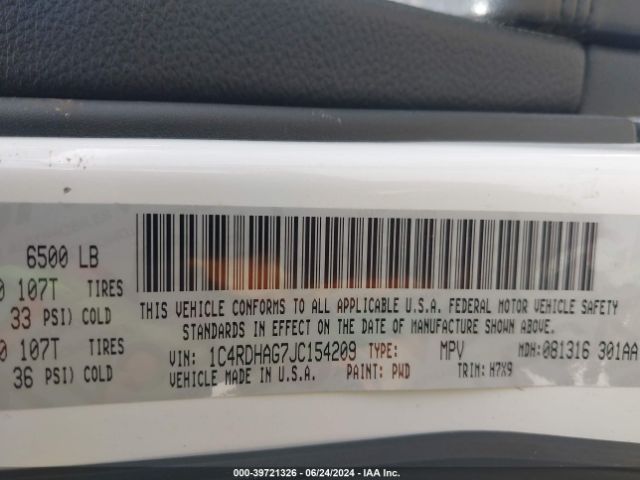 6500 LB
0 107T TIRES
33 PSI) COLD
0 107T TIRES
36 PSI) COLD
THIS VEHICLE CONFORMS TO ALL APPLICABLE U.S.A. FEDERAL MOTOR VEHICLE SAFETY
STANDARDS IN EFFECT ON THE DATE OF MANUFACTURE SHOWN ABOVE.
VIN: 1C4RDHAG7JC154209 TYPE: MPV MDH: 081316 301AA
VEHICLE MADE IN U.S.A. PAINT: PWD TRIM: H7X9
000-39721326 / 06/24/2024 / IAA Inc.